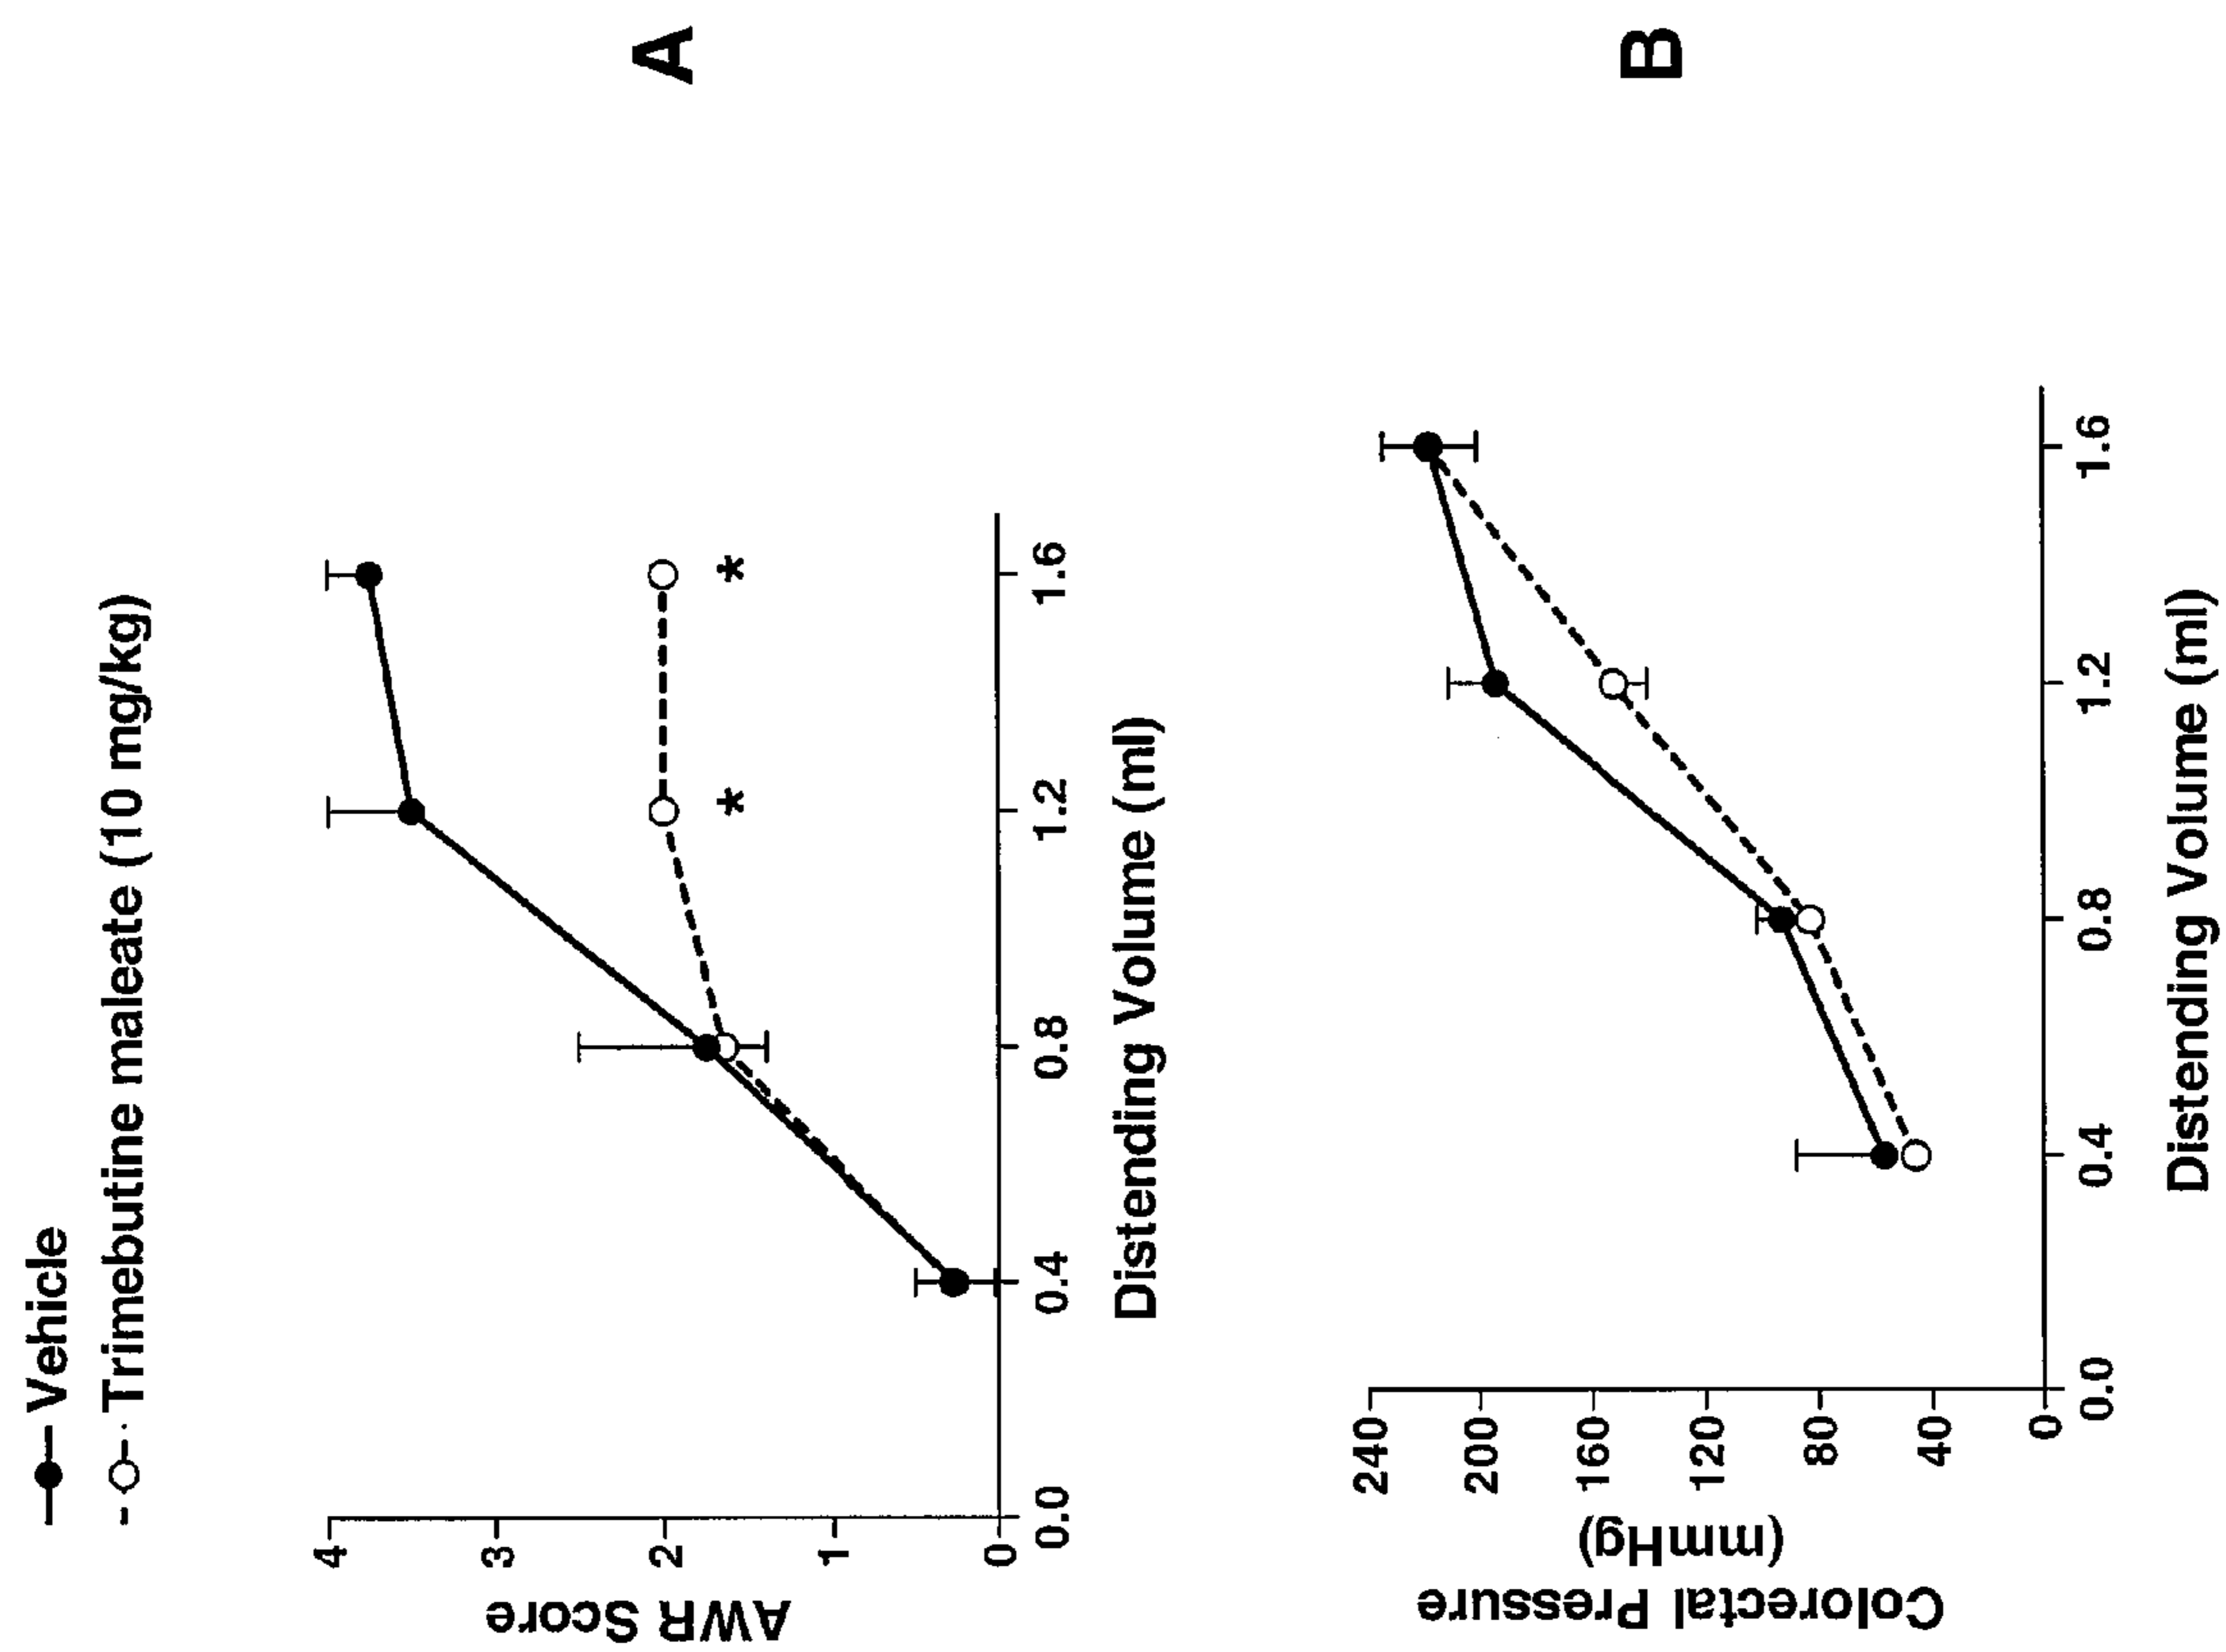 Vehicle
Trimebutine maleate (10 mg/kg)
A
AWR Score
4
3
2
1
0
*
*
0.0
0.4
0.8
1.2
1.6
Distending Volume (ml)
B
Colorectal Pressure
(mmHg)
240
200
160
120
80
40
0
0.0
0.4
0.8
1.2
1.6
Distending Volume (ml)